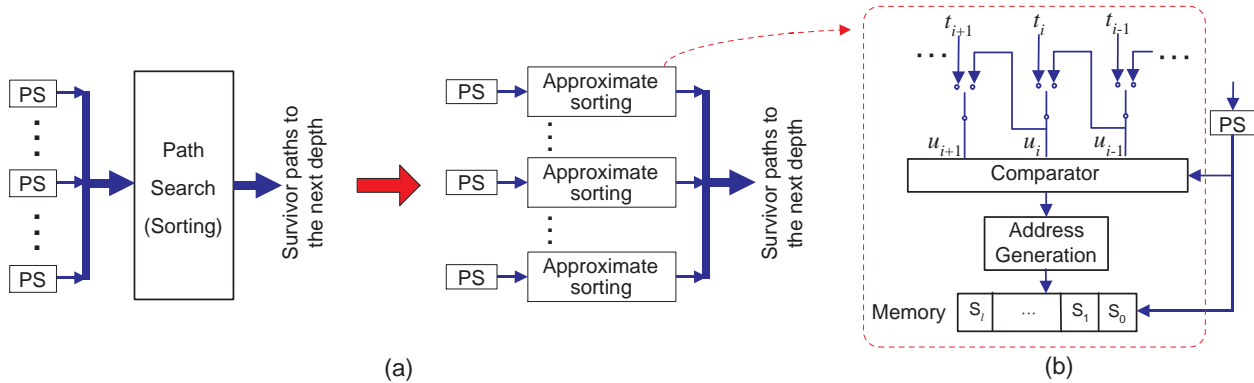 PS
PS
PS
Path
Search
(Sorting)
Survivor paths to
the next depth
PS
Approximate
sorting
PS
Approximate
sorting
PS
Approximate
sorting
Survivor paths to
the next depth
(a)
t_{i+1} t_i t_{i-1}
... ...
u_{i+1} u_i u_{i-1}
PS
Comparator
Address
Generation
Memory S_l ... S_1 S_0
(b)